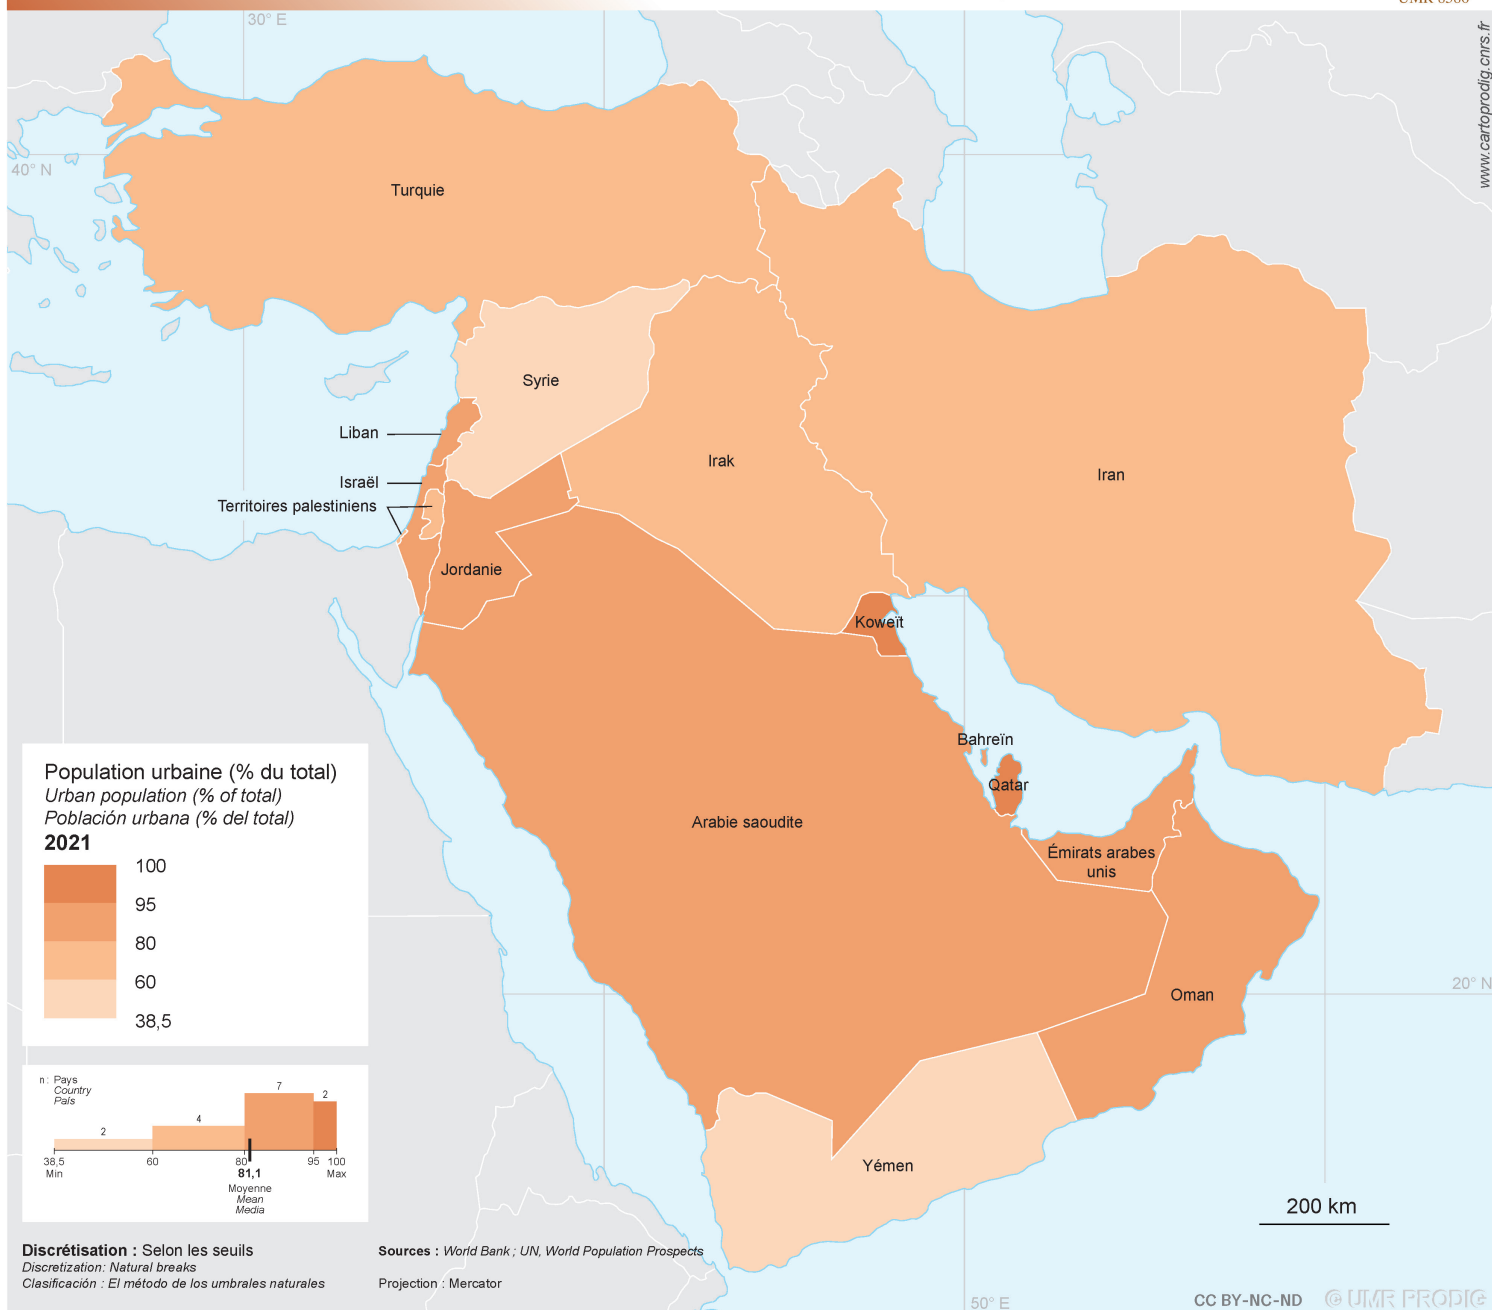 30° E
www.cartoprodig.cnrs.fr
40° N
Turquie
Syrie
Liban
Irak
Iran
Israël
Territoires palestiniens
Jordanie
Koweït
Bahreïn
Qatar
Arabie saoudite
Émirats arabes
unis
Oman
20° N
Yémen
Population urbaine (% du total)
Urban population (% of total)
Población urbana (% del total)
2021
100
95
80
60
38,5
n : Pays
Country
País
2
4
7
2
38,5
Min
60
80
95
100
Max
81,1
Moyenne
Mean
Media
200 km
Discrétisation : Selon les seuils
Discretization: Natural breaks
Clasificación : El método de los umbrales naturales
Sources : World Bank ; UN, World Population Prospects
Projection : Mercator
50° E
CC BY-NC-ND
© UMR PRODIG